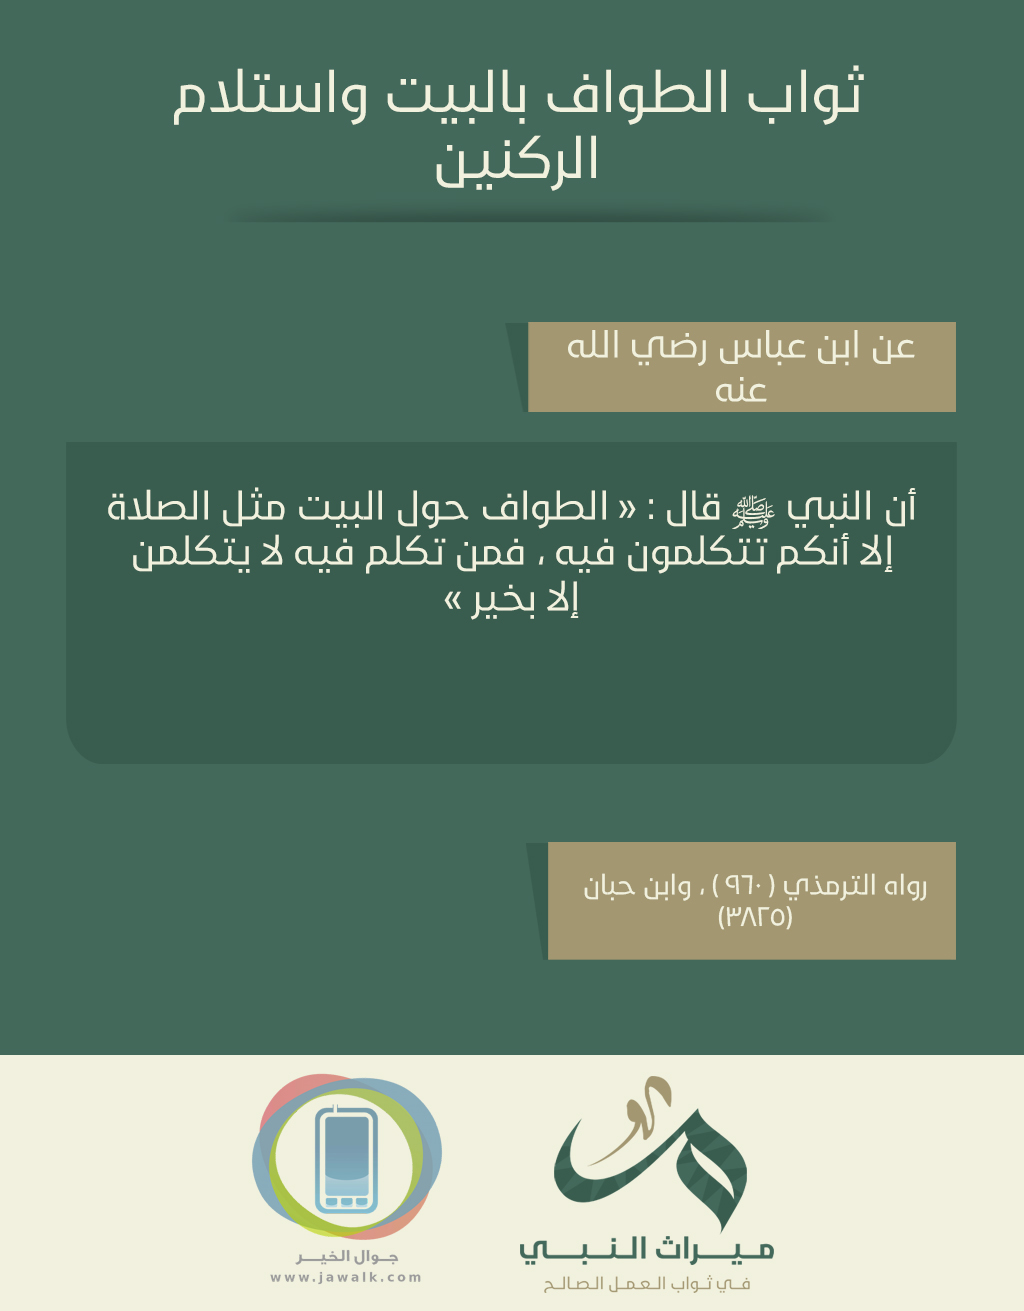 ثواب الطواف بالبيت واستلام
الركنين
عن ابن عباس رضي الله
عنه
أن النبي ﷺ قال : « الطواف حول البيت مثل الصلاة
إلا أنكم تتكلمون فيه ، فمن تكلم فيه لا يتكلمن
إلا بخير »
رواه الترمذي ( ٩٦٠ ) ، وابن حبان
(٣٨٢٥)
ميراث النبي
في ثواب العمل الصالح
جوال الخير
www.jawalk.com